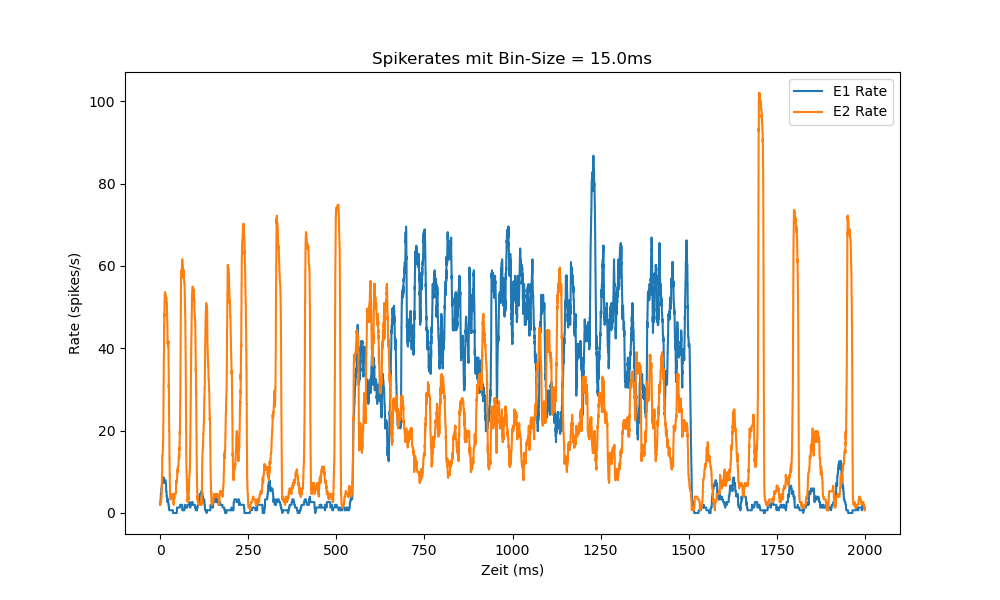 Spikerates mit Bin-Size = 15.0ms
E1 Rate
E2 Rate
Rate (spikes/s)
100
80
60
40
20
0
0 250 500 750 1000 1250 1500 1750 2000
Zeit (ms)